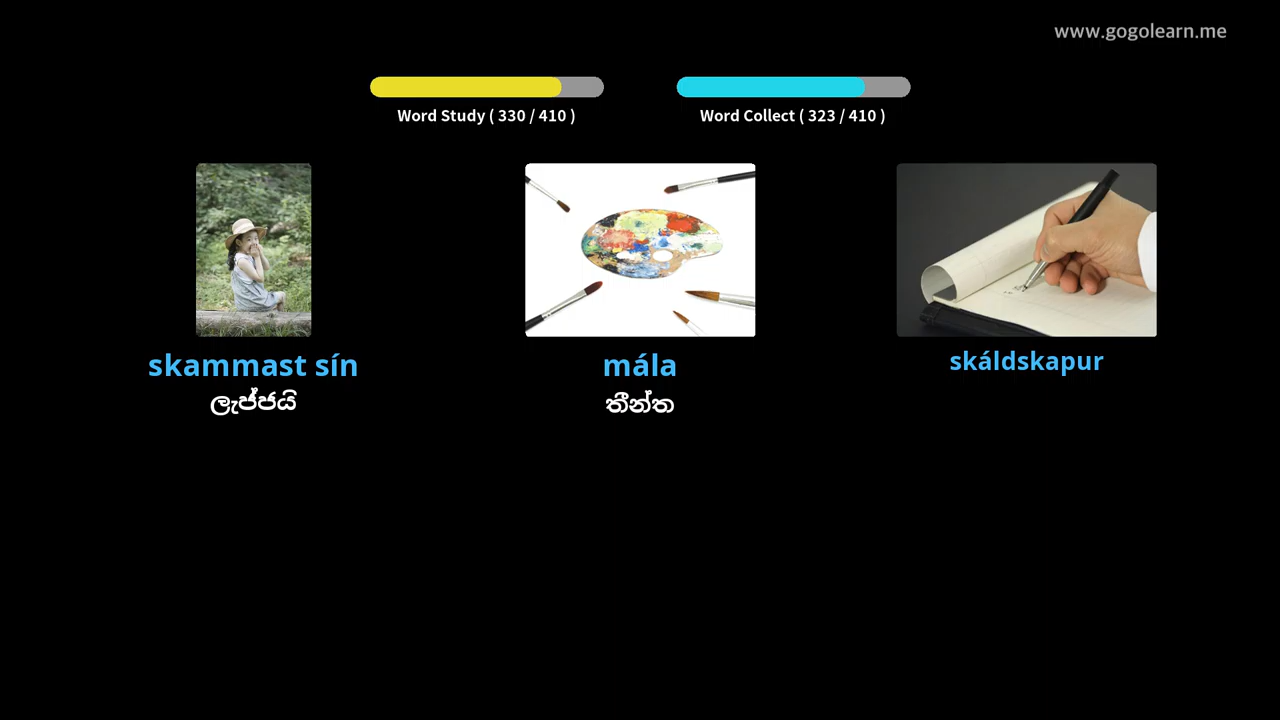 www.gogolearn.me
Word Study ( 330 / 410 )
Word Collect ( 323 / 410 )
skammast sín
ලැජ්ජයි
mála
තීන්ත
skáldskapur